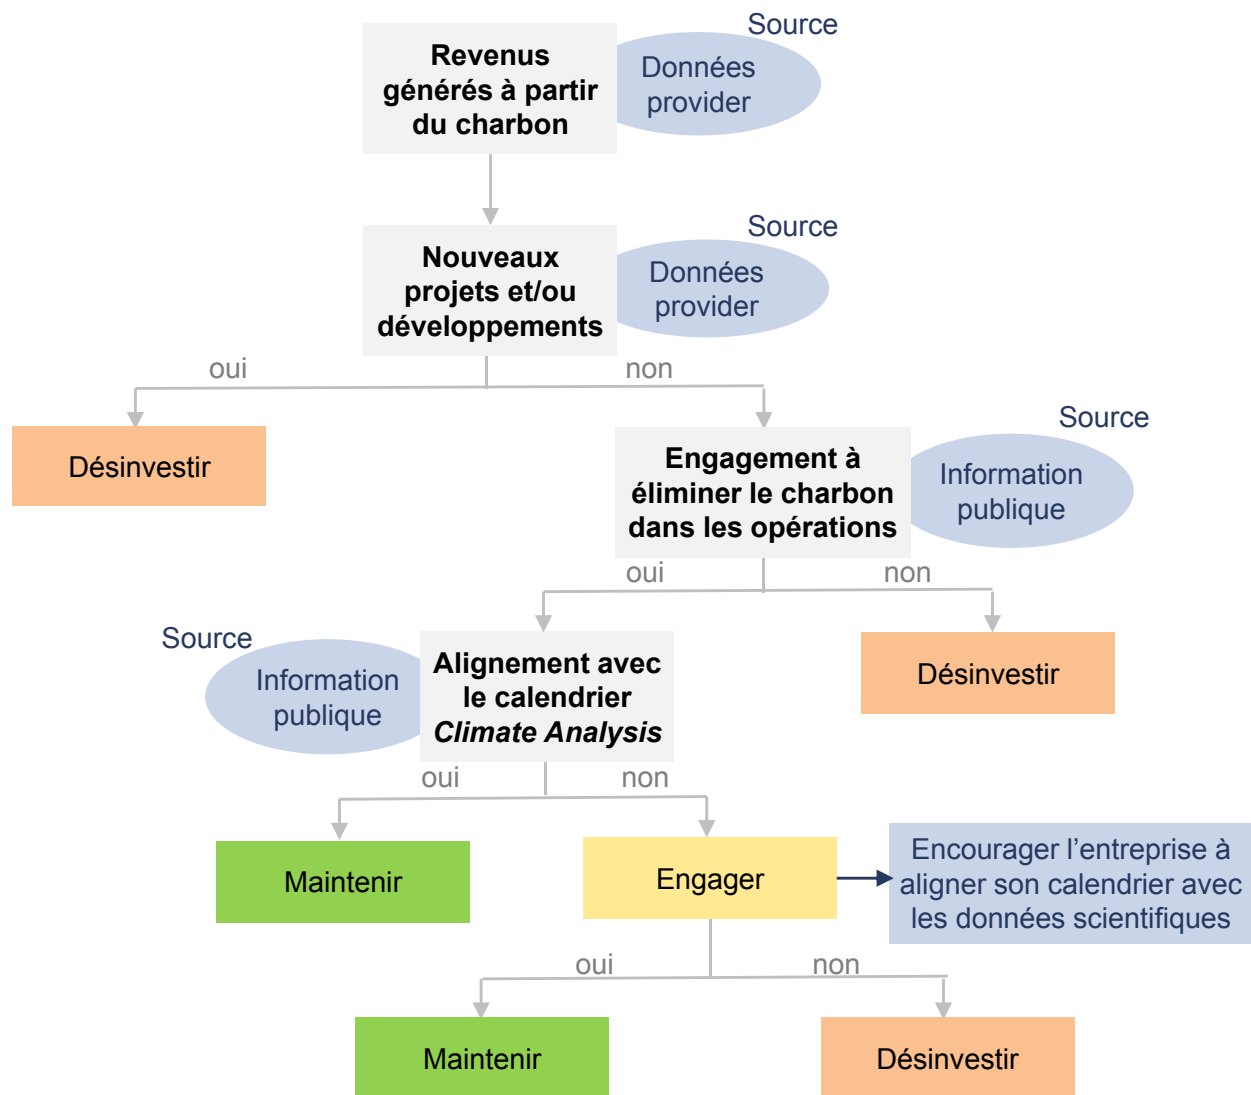 Source
Revenus
générés à partir
du charbon
Données
provider
Source
Nouveaux
projets et/ou
développements
Données
provider
oui
non
Désinvestir
Source
Engagement à
éliminer le charbon
dans les opérations
Information
publique
oui
non
Source
Information
publique
Alignement avec
le calendrier
Climate Analysis
Désinvestir
oui
non
Maintenir
Engager
Encourager l’entreprise à
aligner son calendrier avec
les données scientifiques
oui
non
Maintenir
Désinvestir